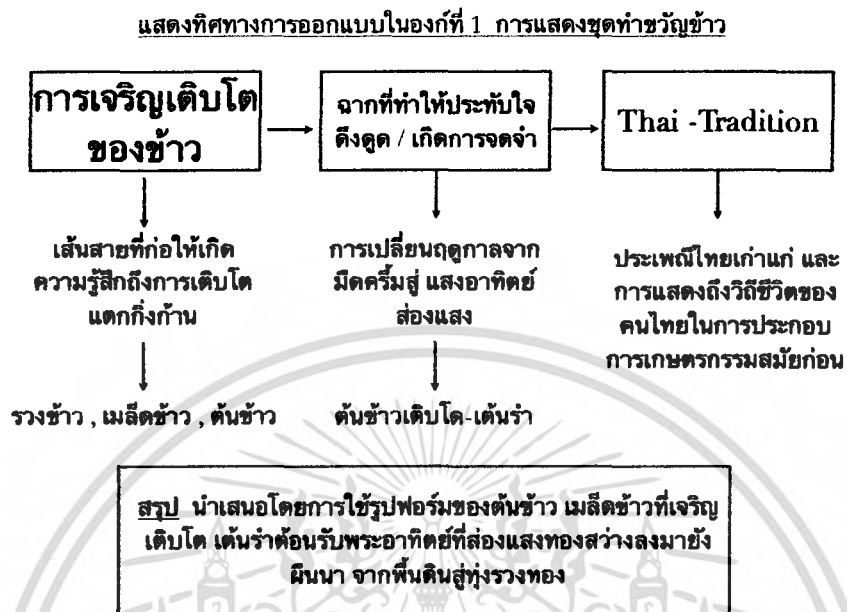 แสดงทิศทางการออกแบบในองก์ที่ 1 การแสดงชุดทำขวัญข้าว
การเจริญเติบโต
ของข้าว
ฉากที่ทำให้ประทับใจ
ดึงดูด / เกิดการจดจำ
Thai -Tradition
เส้นสายที่ก่อให้เกิด
ความรู้สึกถึงการเติบโต
แตกกิ่งก้าน
การเปลี่ยนฤดูกาลจาก
มืดครึ้มสู่ แสงอาทิตย์
ส่องแสง
ประเพณีไทยเก่าแก่ และ
การแสดงถึงวิถีชีวิตของ
คนไทยในการประกอบ
การเกษตรกรรมสมัยก่อน
รวงข้าว , เมล็ดข้าว , ต้นข้าว
ต้นข้าวเติบโต-เต้นรำ
สรุป นำเสนอโดยการใช้รูปฟอร์มของต้นข้าว เมล็ดข้าวที่เจริญ
เติบโต เต้นรำต้อนรับพระอาทิตย์ที่ส่องแสงทองสว่างลงมายัง
ผืนนา จากพื้นดินสู่ทุ่งรวงทอง